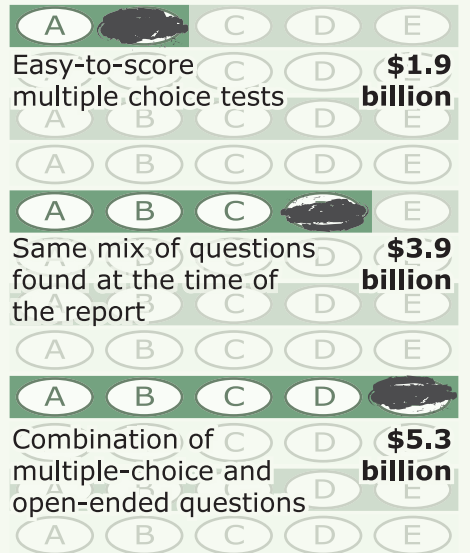 A C D E
Easy-to-score $1.9
multiple choice tests billion
A B C D E
A B C D E
A B C E
Same mix of questions $3.9
found at the time of billion
the report
A B C D E
A B C D
Combination of $5.3
multiple-choice and billion
open-ended questions
A B C D E